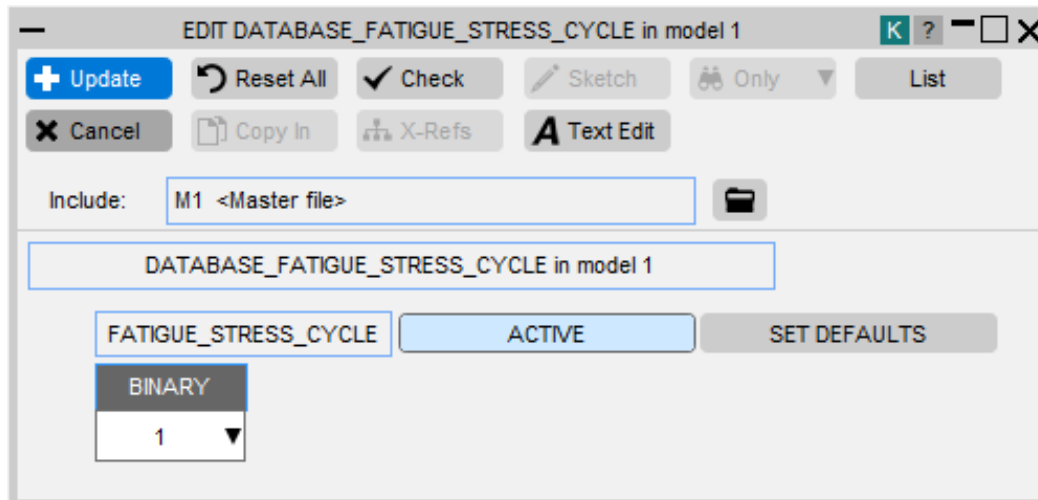 EDIT DATABASE_FATIGUE_STRESS_CYCLE in model 1 K ?
Update Reset All Check Sketch Only List
Cancel Copy In X-Refs A Text Edit
Include: M1 <Master file>
DATABASE_FATIGUE_STRESS_CYCLE in model 1
FATIGUE_STRESS_CYCLE ACTIVE SET DEFAULTS
BINARY
1